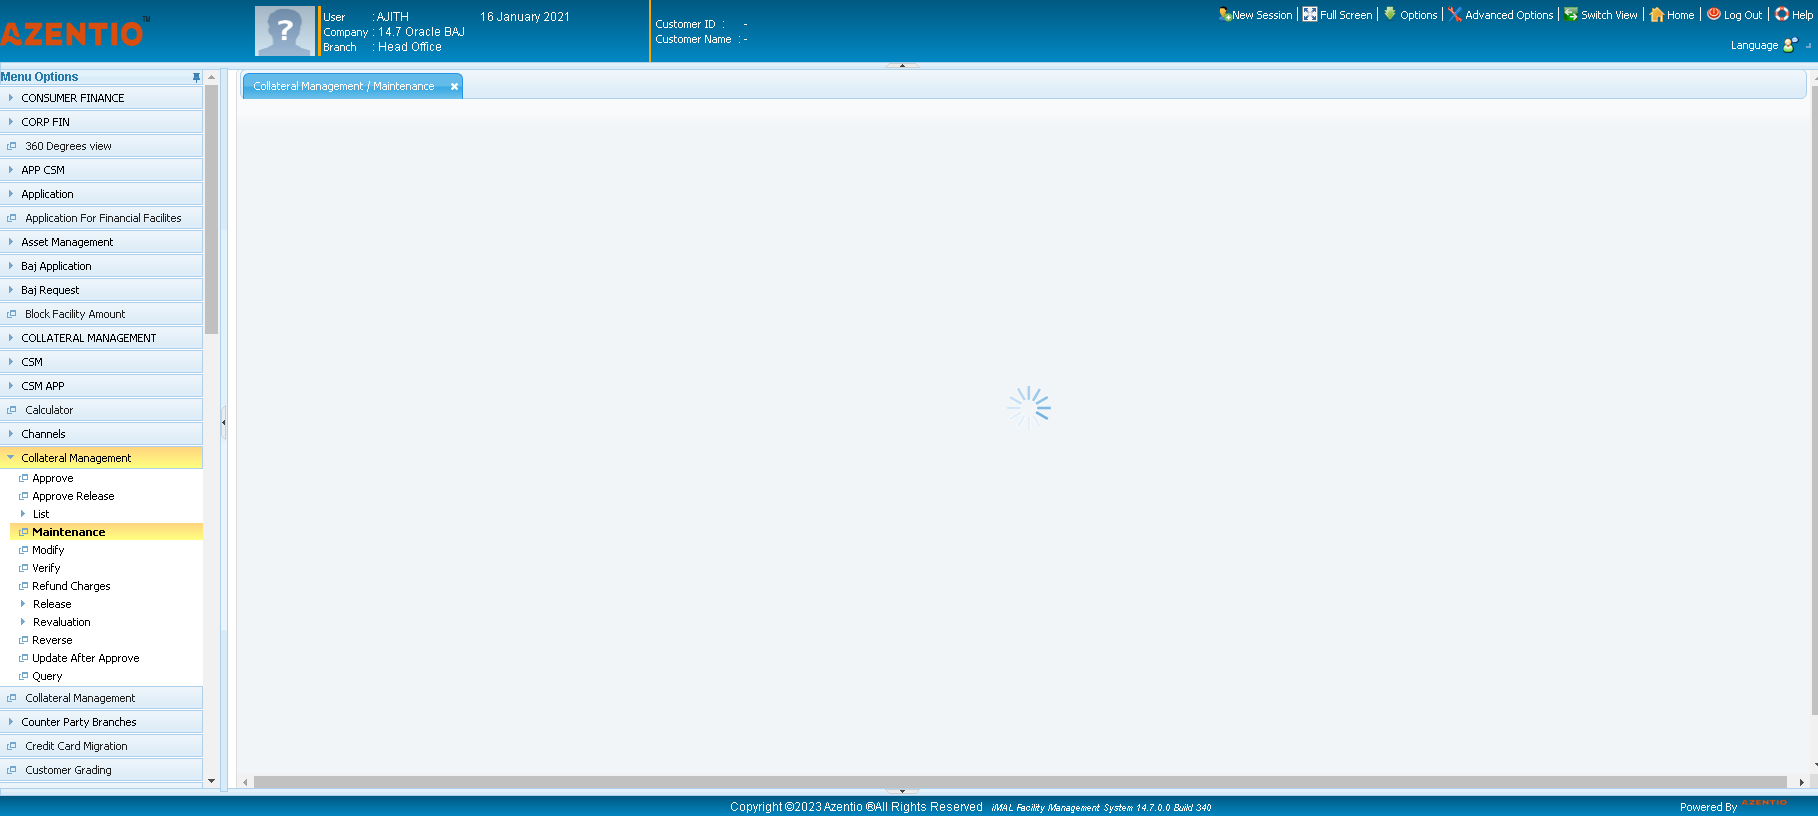 AZENTIO™
User : AJITH 16 January 2021
Company : 14.7 Oracle BAJ
Branch : Head Office
Customer ID : -
Customer Name : -
New Session Full Screen Options Advanced Options Switch View Home Log Out Help
Language
Menu Options
Collateral Management / Maintenance
CONSUMER FINANCE
CORP FIN
360 Degrees view
APP CSM
Application
Application For Financial Facilites
Asset Management
Baj Application
Baj Request
Block Facility Amount
COLLATERAL MANAGEMENT
CSM
CSM APP
Calculator
Channels
Collateral Management
Approve
Approve Release
List
Maintenance
Modify
Verify
Refund Charges
Release
Revaluation
Reverse
Update After Approve
Query
Collateral Management
Counter Party Branches
Credit Card Migration
Customer Grading
Copyright ©2023 Azentio ®All Rights Reserved iMAL Facility Management System 14.7.0.0 Build 340
Powered By AZENTIO